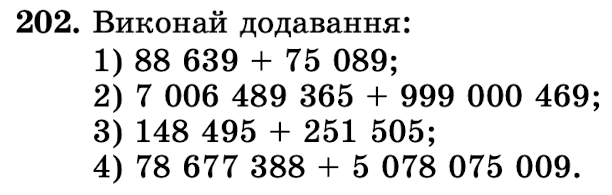 202. Виконай додавання:
1) 88 639 + 75 089;
2) 7 006 489 365 + 999 000 469;
3) 148 495 + 251 505;
4) 78 677 388 + 5 078 075 009.